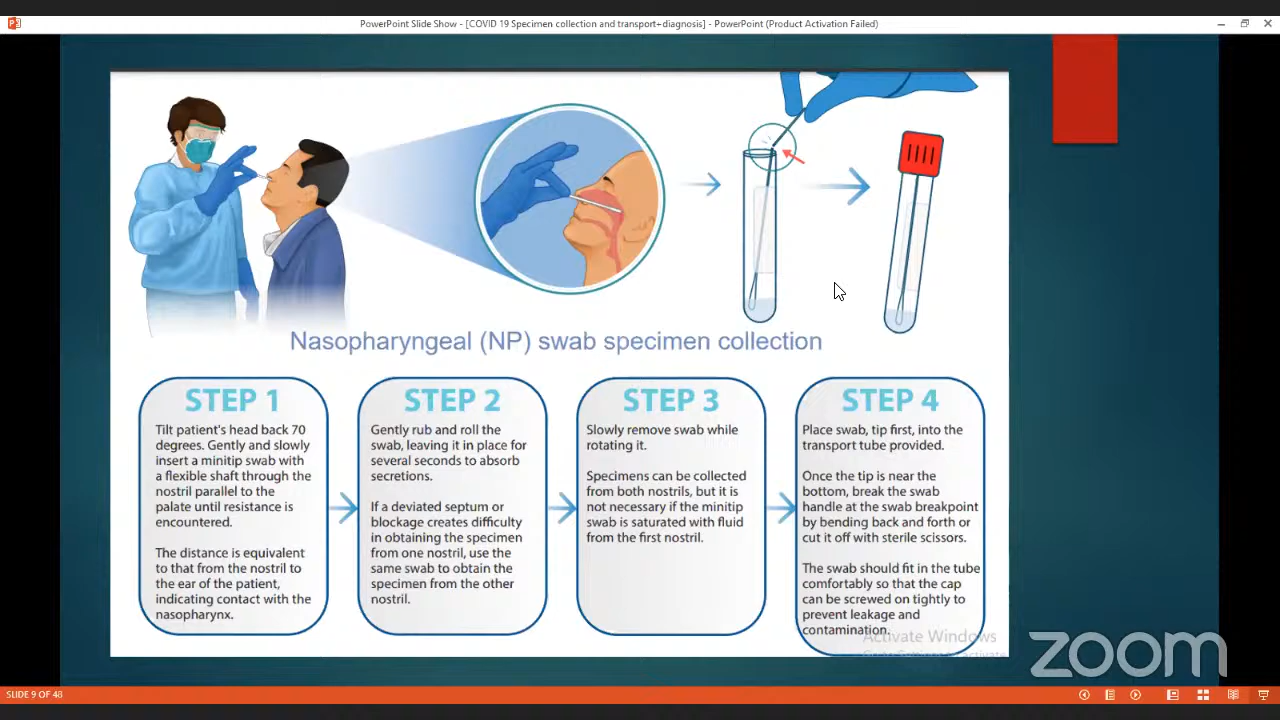 PowerPoint Slide Show - [COVID 19 Specimen collection and transport+diagnosis] - PowerPoint (Product Activation Failed)
Nasopharyngeal (NP) swab specimen collection
STEP 1
Tilt patient's head back 70
degrees. Gently and slowly
insert a minitip swab with
a flexible shaft through the
nostril parallel to the
palate until resistance is
encountered.
The distance is equivalent
to that from the nostril to
the ear of the patient,
indicating contact with the
nasopharynx.
STEP 2
Gently rub and roll the
swab, leaving it in place for
several seconds to absorb
secretions.
If a deviated septum or
blockage creates difficulty
in obtaining the specimen
from one nostril, use the
same swab to obtain the
specimen from the other
nostril.
STEP 3
Slowly remove swab while
rotating it.
Specimens can be collected
from both nostrils, but it is
not necessary if the minitip
swab is saturated with fluid
from the first nostril.
STEP 4
Place swab, tip first, into the
transport tube provided.
Once the tip is near the
bottom, break the swab
handle at the swab breakpoint
by bending back and forth or
cut it off with sterile scissors.
The swab should fit in the tube
comfortably so that the cap
can be screwed on tightly to
prevent leakage and
contamination.
Activate Windows
Go to Settings to activate
zoom
SLIDE 9 OF 48